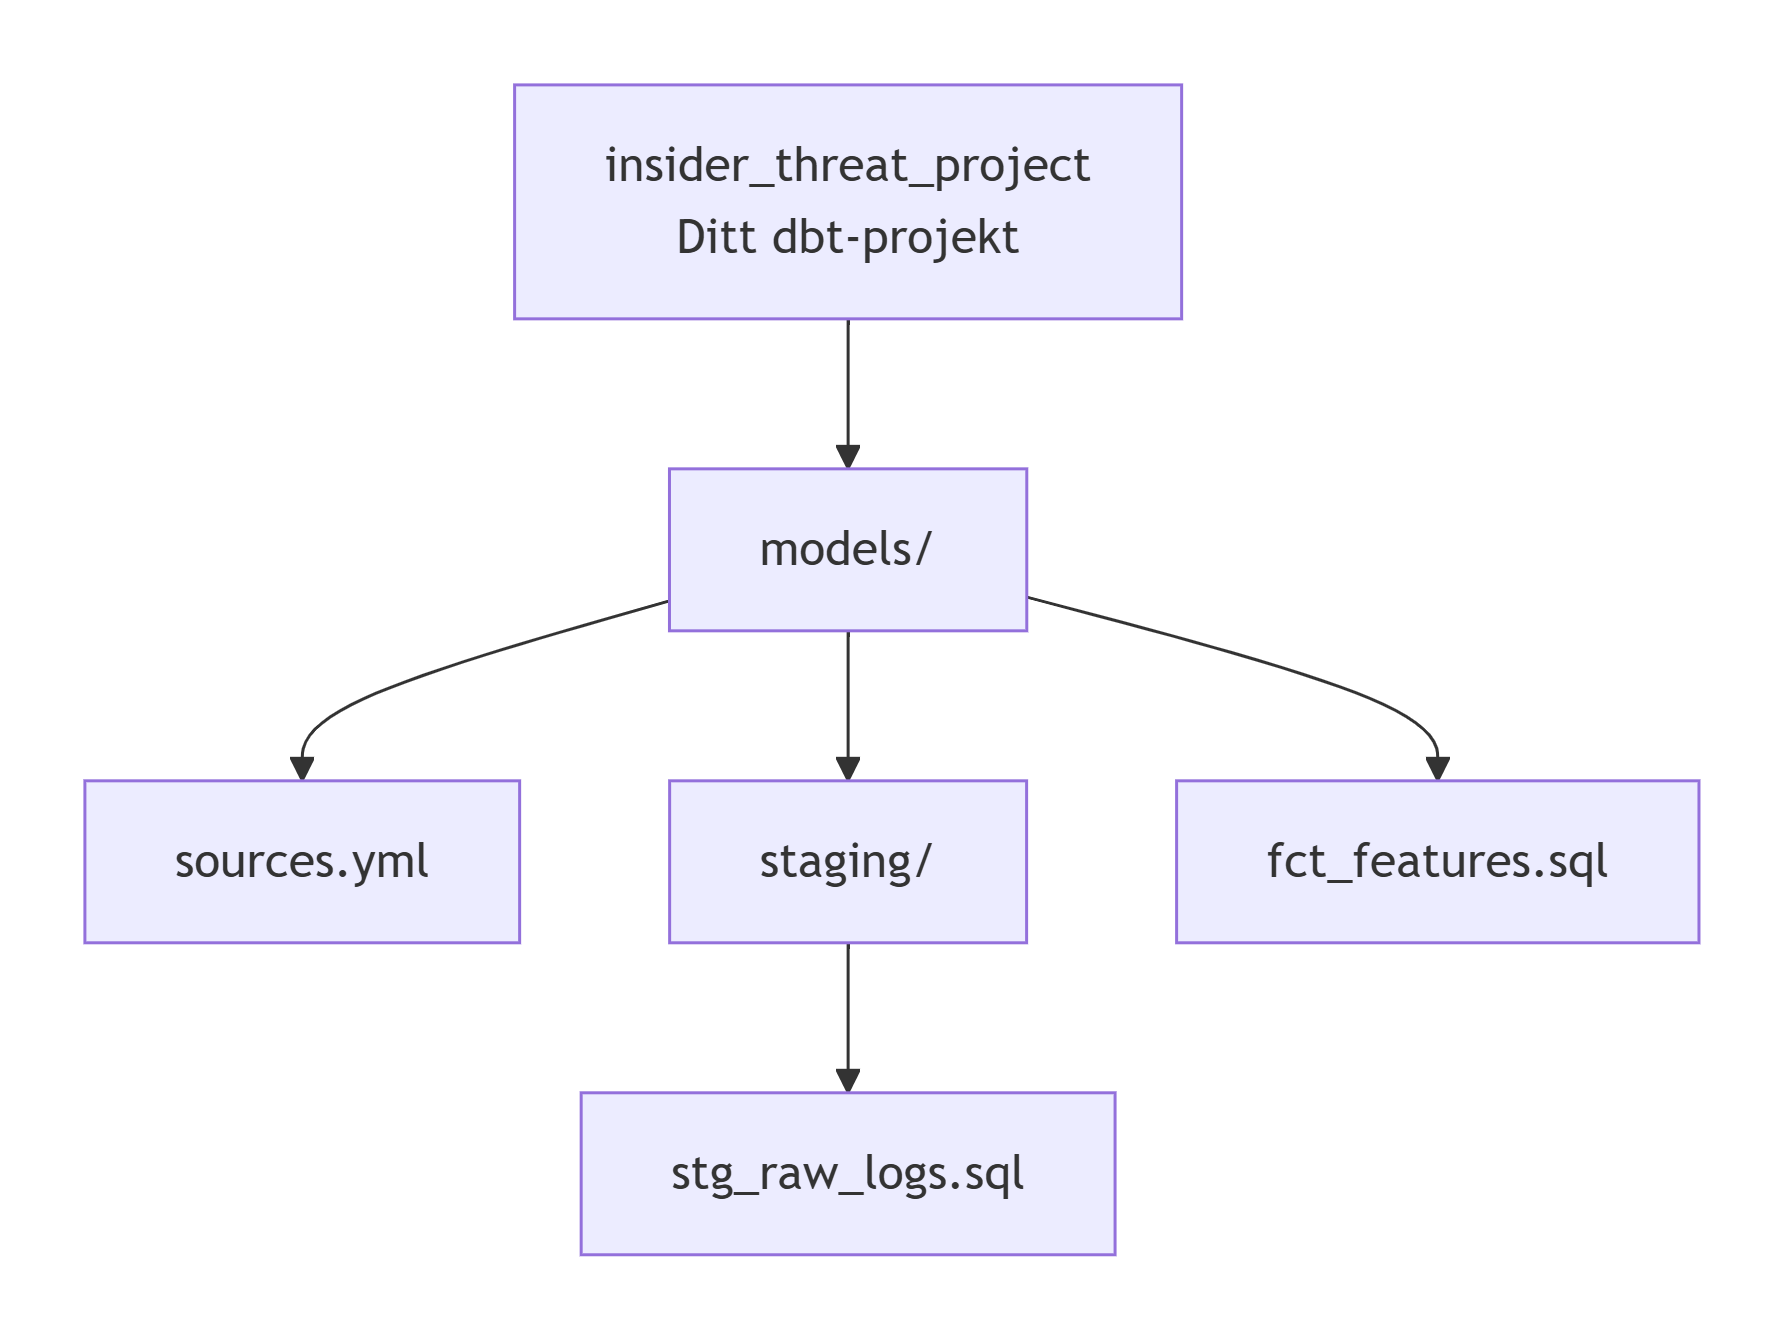 insider_threat_project
Ditt dbt-projekt
models/
sources.yml
staging/
fct_features.sql
stg_raw_logs.sql